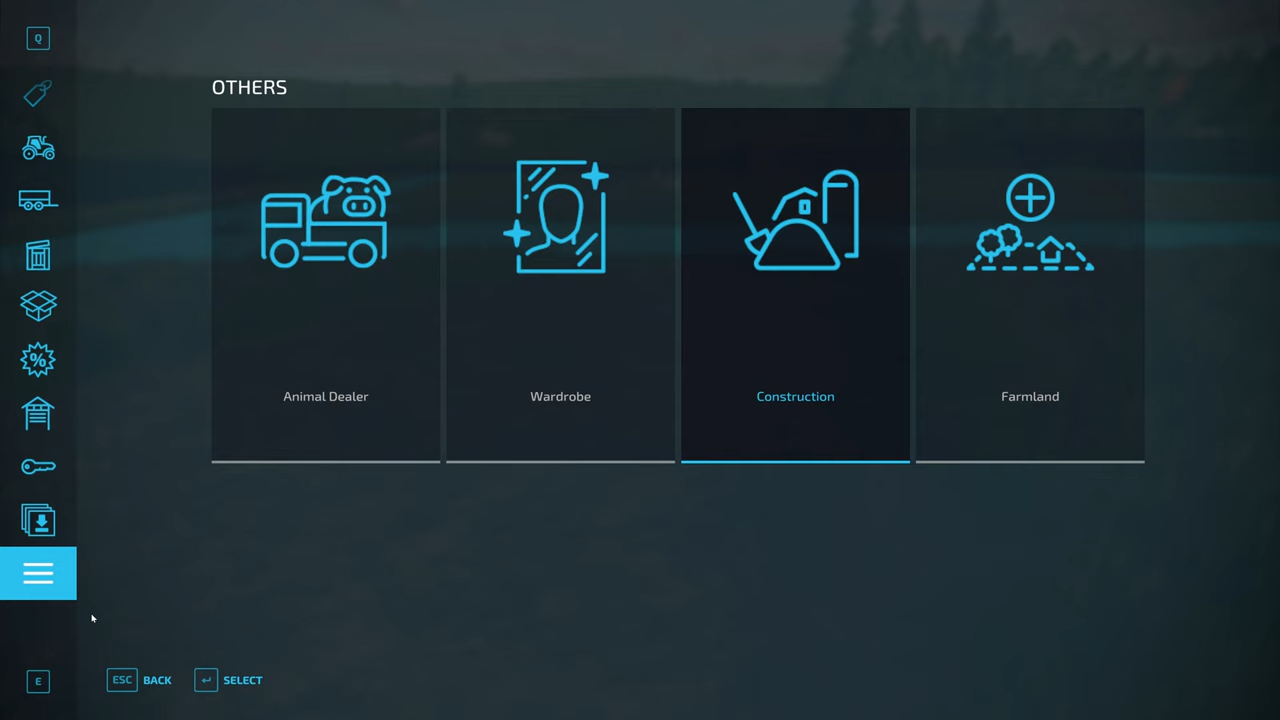 Q
OTHERS
%
Animal Dealer
Wardrobe
Construction
Farmland
E
ESC BACK
SELECT